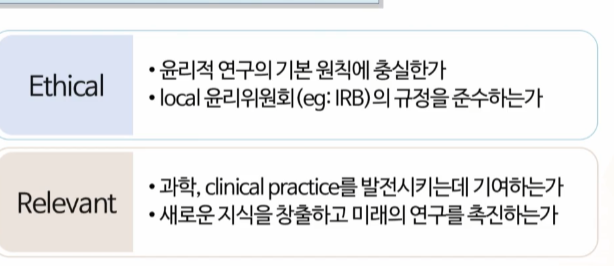 Ethical
• 윤리적 연구의 기본 원칙에 충실한가
• local 윤리위원회(eg: IRB)의 규정을 준수하는가
Relevant
• 과학, clinical practice를 발전시키는데 기여하는가
• 새로운 지식을 창출하고 미래의 연구를 촉진하는가